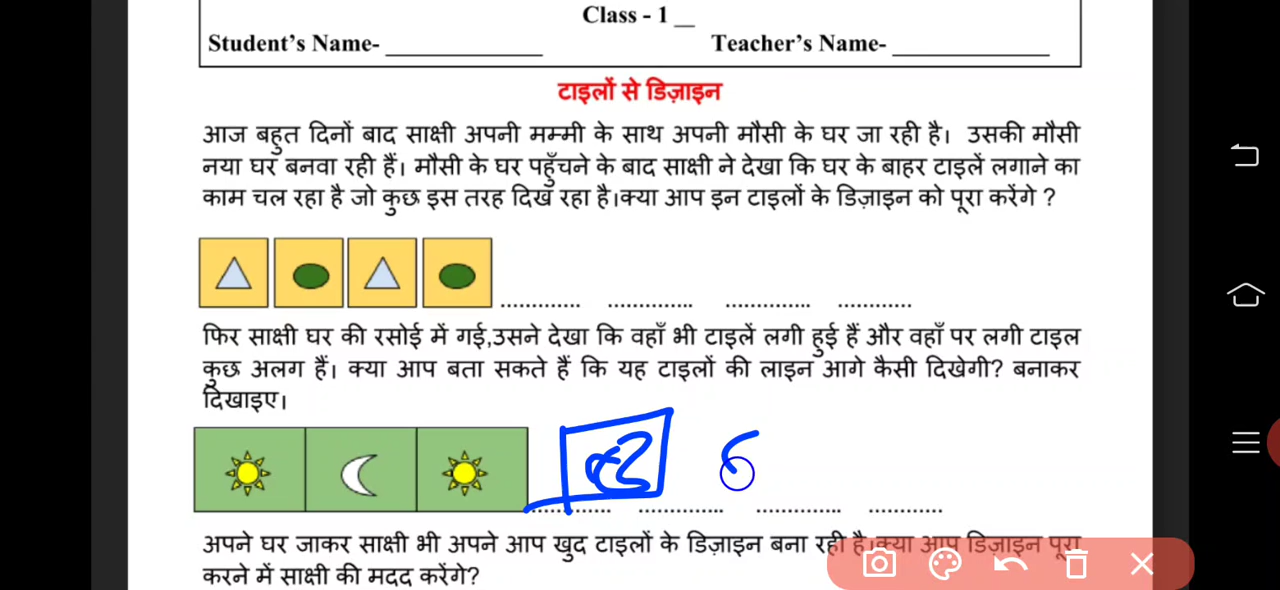 Class - 1 __
Student's Name- _____________ Teacher's Name- _____________
टाइलों से डिज़ाइन
आज बहुत दिनों बाद साक्षी अपनी मम्मी के साथ अपनी मौसी के घर जा रही है। उसकी मौसी
नया घर बनवा रही हैं। मौसी के घर पहुँचने के बाद साक्षी ने देखा कि घर के बाहर टाइलें लगाने का
काम चल रहा है जो कुछ इस तरह दिख रहा है।क्या आप इन टाइलों के डिज़ाइन को पूरा करेंगे ?
............. .............. .............. ............
फिर साक्षी घर की रसोई में गई,उसने देखा कि वहाँ भी टाइलें लगी हुई हैं और वहाँ पर लगी टाइल
कुछ अलग हैं। क्या आप बता सकते हैं कि यह टाइलों की लाइन आगे कैसी दिखेगी? बनाकर
दिखाइए।
.............. .............. .............. ............
अपने घर जाकर साक्षी भी अपने आप खुद टाइलों के डिज़ाइन बना रही है।क्या आप डिज़ाइन पूरा
करने में साक्षी की मदद करेंगे?